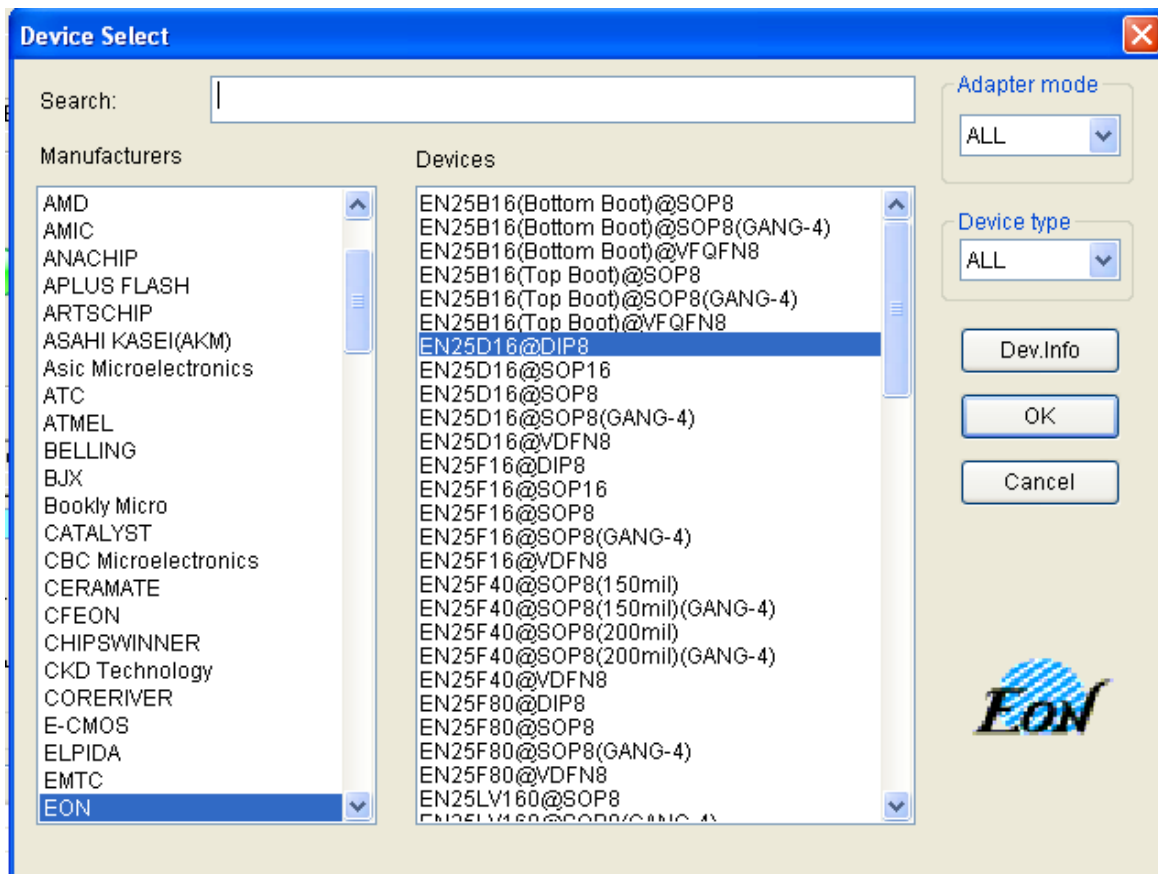 Device Select
Search:
Adapter mode
ALL
Manufacturers
Devices
AMD
AMIC
ANACHIP
APLUS FLASH
ARTSCHIP
ASAHI KASEI(AKM)
Asic Microelectronics
ATC
ATMEL
BELLING
BJX
Bookly Micro
CATALYST
CBC Microelectronics
CERAMATE
CFEON
CHIPSWINNER
CKD Technology
CORERIVER
E-CMOS
ELPIDA
EMTC
EON
EN25B16(Bottom Boot)@SOP8
EN25B16(Bottom Boot)@SOP8(GANG-4)
EN25B16(Bottom Boot)@VFQFN8
EN25B16(Top Boot)@SOP8
EN25B16(Top Boot)@SOP8(GANG-4)
EN25B16(Top Boot)@VFQFN8
EN25D16@DIP8
EN25D16@SOP16
EN25D16@SOP8
EN25D16@SOP8(GANG-4)
EN25D16@VDFN8
EN25F16@DIP8
EN25F16@SOP16
EN25F16@SOP8
EN25F16@SOP8(GANG-4)
EN25F16@VDFN8
EN25F40@SOP8(150mil)
EN25F40@SOP8(150mil)(GANG-4)
EN25F40@SOP8(200mil)
EN25F40@SOP8(200mil)(GANG-4)
EN25F40@VDFN8
EN25F80@DIP8
EN25F80@SOP8
EN25F80@SOP8(GANG-4)
EN25F80@VDFN8
EN25LV160@SOP8
EN25LV160@SOP8(GANG-4)
Device type
ALL
Dev.Info
OK
Cancel
EON